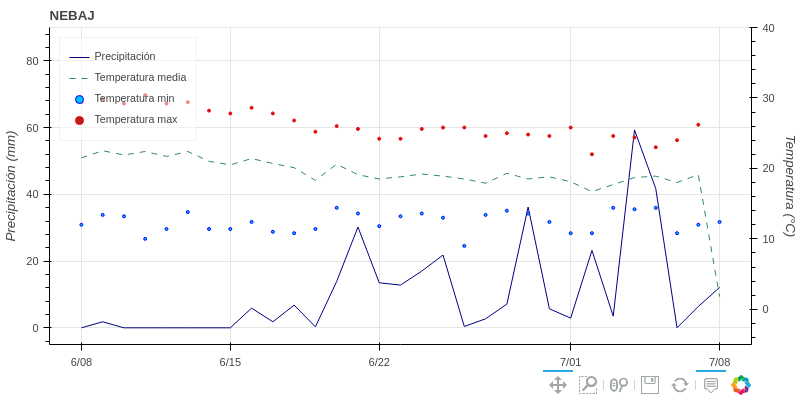 NEBAJ
Precipitación
Temperatura media
Temperatura min
Temperatura max
80
60
40
20
0
Precipitación (mm)
40
30
20
10
0
Temperatura (°C)
6/08
6/15
6/22
7/01
7/08